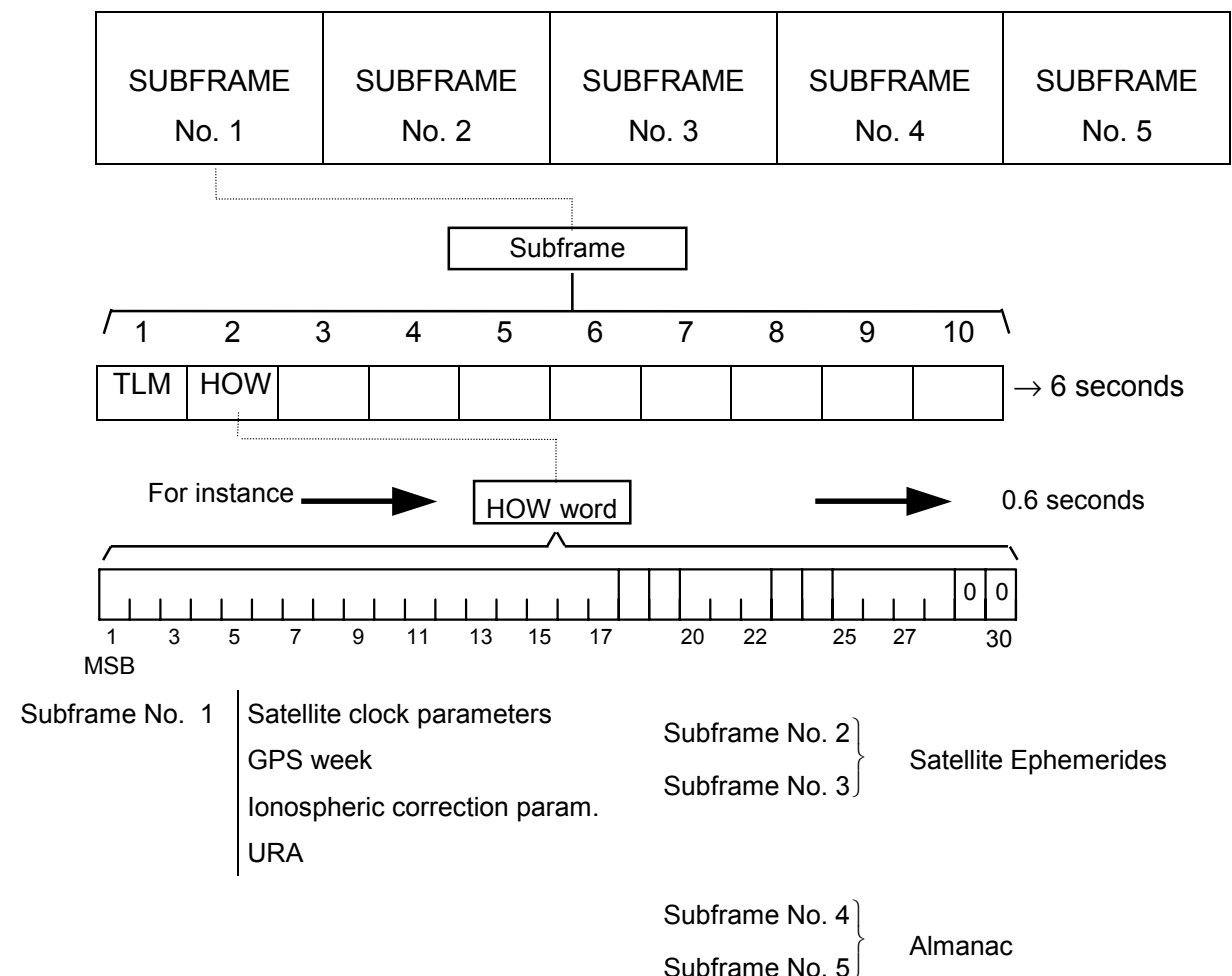 SUBFRAME SUBFRAME SUBFRAME SUBFRAME SUBFRAME
No. 1 No. 2 No. 3 No. 4 No. 5
Subframe
1 2 3 4 5 6 7 8 9 10
TLM HOW → 6 seconds
For instance HOW word 0.6 seconds
0 0
1 3 5 7 9 11 13 15 17 20 22 25 27 30
MSB
Subframe No. 1 Satellite clock parameters
GPS week
Ionospheric correction param.
URA
Subframe No. 2
Subframe No. 3
Satellite Ephemerides
Subframe No. 4
Subframe No. 5
Almanac